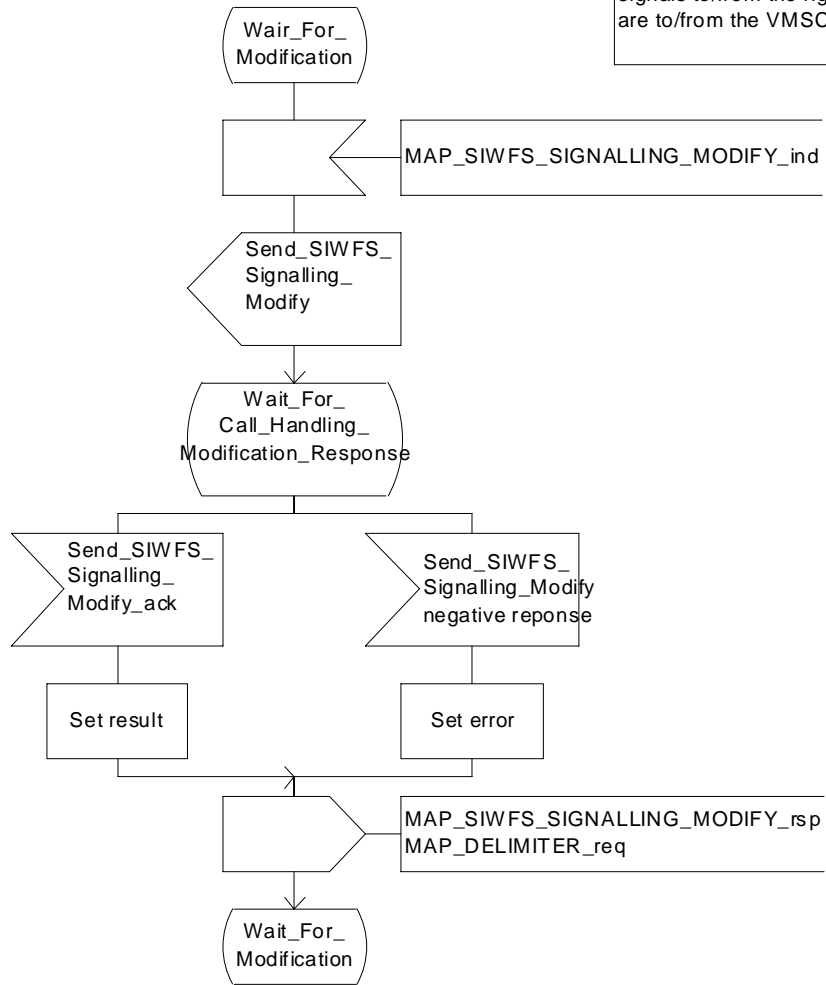 are to/from the VMSC
Wair_For_
Modification
MAP_SIWFS_SIGNALLING_MODIFY_ind
Send_SIWFS_
Signalling_
Modify
Wait_For_
Call_Handling_
Modification_Response
Send_SIWFS_
Signalling_
Modify_ack
Send_SIWFS_
Signalling_Modify
negative reponse
Set result
Set error
MAP_SIWFS_SIGNALLING_MODIFY_rsp
MAP_DELIMITER_req
Wait_For_
Modification